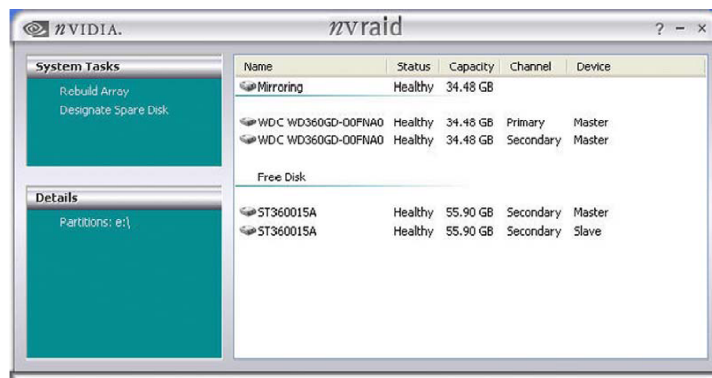 nVIDIA.
nvraid
? - ×
System Tasks
Rebuild Array
Designate Spare Disk
Details
Partitions: e:\
Name Status Capacity Channel Device
Mirroring Healthy 34.48 GB
WDC WD360GD-00FNA0 Healthy 34.48 GB Primary Master
WDC WD360GD-00FNA0 Healthy 34.48 GB Secondary Master
Free Disk
ST360015A Healthy 55.90 GB Secondary Master
ST360015A Healthy 55.90 GB Secondary Slave